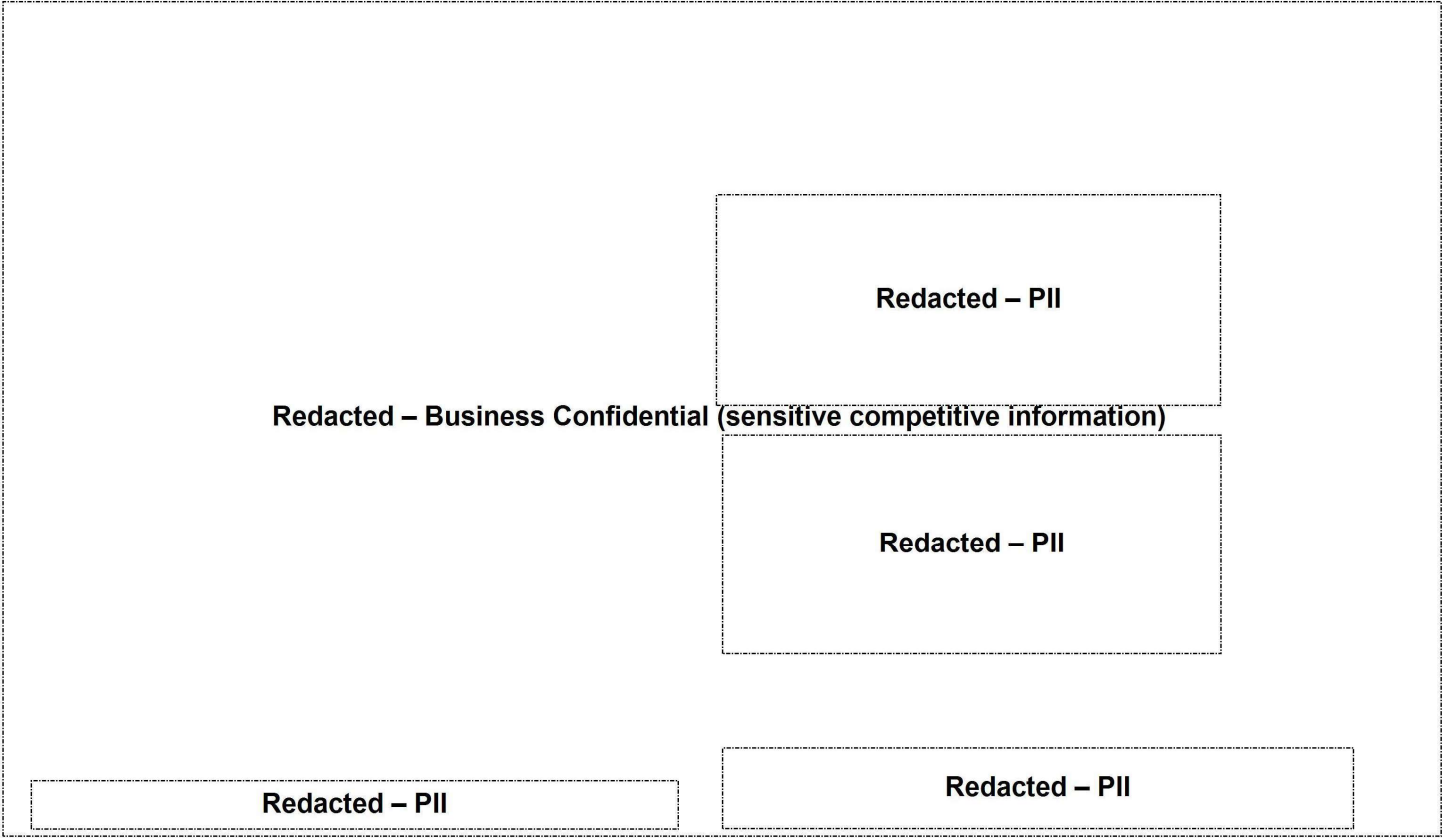 Redacted – PII
Redacted – Business Confidential (sensitive competitive information)
Redacted – PII
Redacted – PII
Redacted – PII